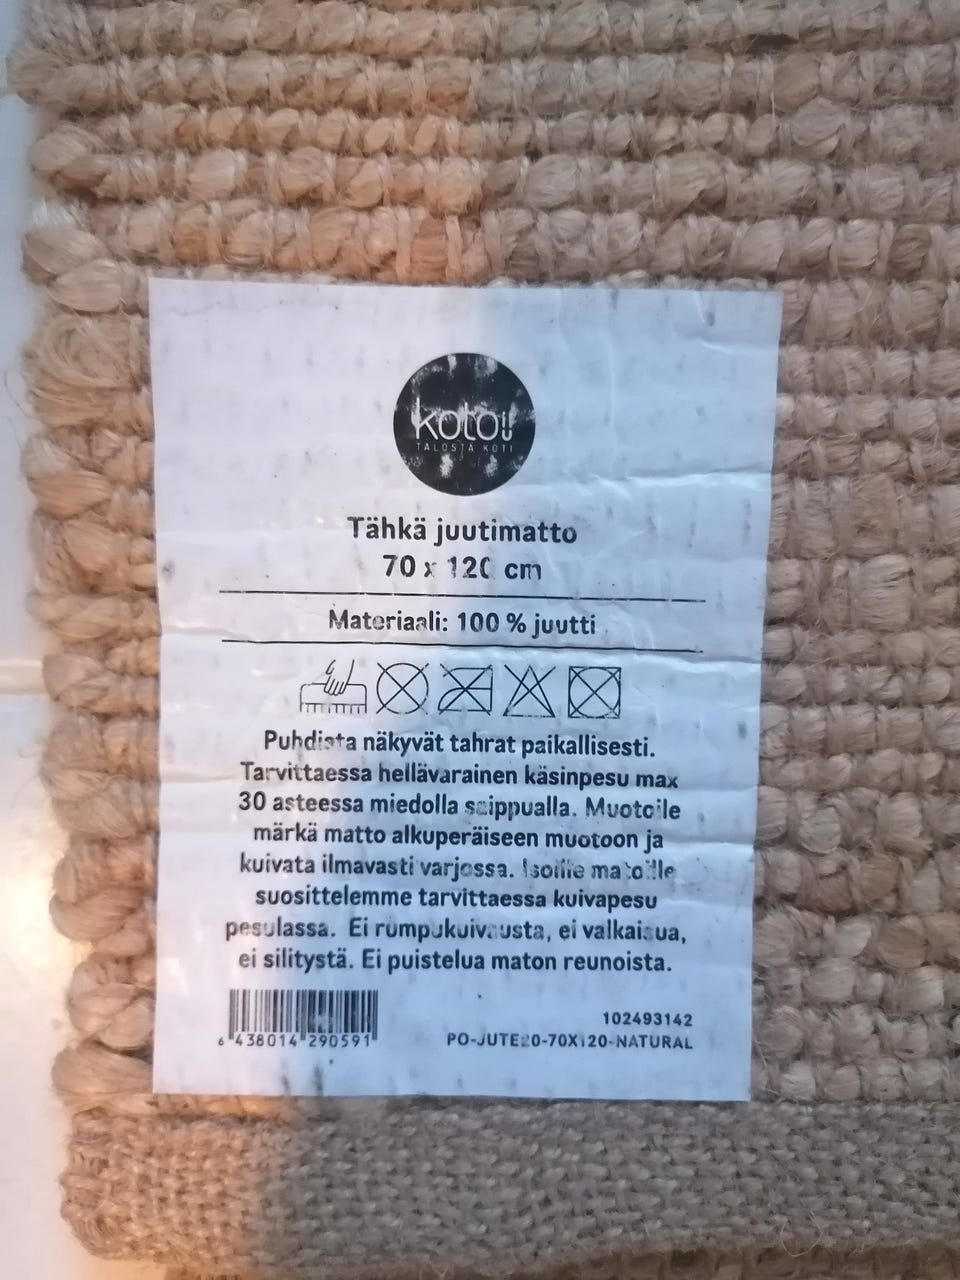 kotoi
TALOSTA KOTI
Tähkä juutimatto
70 x 120 cm
Materiaali: 100 % juutti
Puhdista näkyvät tahrat paikallisesti.
Tarvittaessa hellävarainen käsinpesu max
30 asteessa miedolla saippualla. Muotoile
märkä matto alkuperäiseen muotoon ja
kuivata ilmavasti varjossa. Isoille matoille
suosittelemme tarvittaessa kuivapesu
pesulassa. Ei rumpukuivausta, ei valkaisua,
ei silitystä. Ei puistelua maton reunoista.
102493142
6 438014 290591
PO-JUTE20-70X120-NATURAL